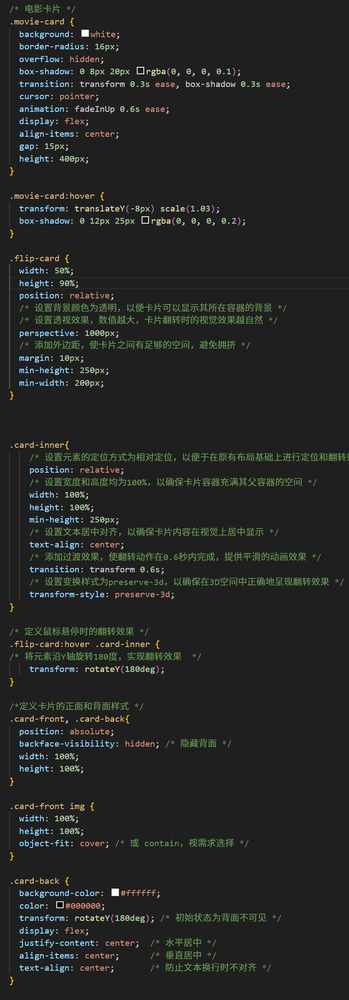 /* 电影卡片 */
.movie-card {
background: white;
border-radius: 16px;
overflow: hidden;
box-shadow: 0 8px 20px rgba(0, 0, 0, 0.1);
transition: transform 0.3s ease, box-shadow 0.3s ease;
cursor: pointer;
animation: fadeInUp 0.6s ease;
display: flex;
align-items: center;
gap: 15px;
height: 400px;
}
.movie-card:hover {
transform: translateY(-8px) scale(1.03);
box-shadow: 0 12px 25px rgba(0, 0, 0, 0.2);
}
.flip-card {
width: 50%;
height: 90%;
position: relative;
/* 设置背景颜色为透明，以便卡片可以显示其所在容器的背景 */
/* 设置透视效果，数值越大，卡片翻转时的视觉效果越自然 */
perspective: 1000px;
/* 添加外边距，使卡片之间有足够的空间，避免拥挤 */
margin: 10px;
min-height: 250px;
min-width: 200px;
}
.card-inner{
/* 设置元素的定位方式为相对定位，以便于在原有布局基础上进行定位和翻转
position: relative;
/* 设置宽度和高度均为100%，以确保卡片容器充满其父容器的空间 */
width: 100%;
height: 100%;
min-height: 250px;
/* 设置文本居中对齐，以确保卡片内容在视觉上居中显示 */
text-align: center;
/* 添加过渡效果，使翻转动作在0.6秒内完成，提供平滑的动画效果 */
transition: transform 0.6s;
/* 设置变换样式为preserve-3d，以确保在3D空间中正确地呈现翻转效果 */
transform-style: preserve-3d;
}
/* 定义鼠标悬停时的翻转效果 */
.flip-card:hover .card-inner {
/* 将元素沿Y轴旋转180度，实现翻转效果  */
transform: rotateY(180deg);
}
/*定义卡片的正面和背面样式 */
.card-front, .card-back{
position: absolute;
backface-visibility: hidden; /* 隐藏背面 */
width: 100%;
height: 100%;
}
.card-front img {
width: 100%;
height: 100%;
object-fit: cover; /* 或 contain，视需求选择 */
}
.card-back {
background-color: #ffffff;
color: #000000;
transform: rotateY(180deg); /* 初始状态为背面不可见 */
display: flex;
justify-content: center;  /* 水平居中 */
align-items: center;      /* 垂直居中 */
text-align: center;       /* 防止文本换行时不对齐 */
}